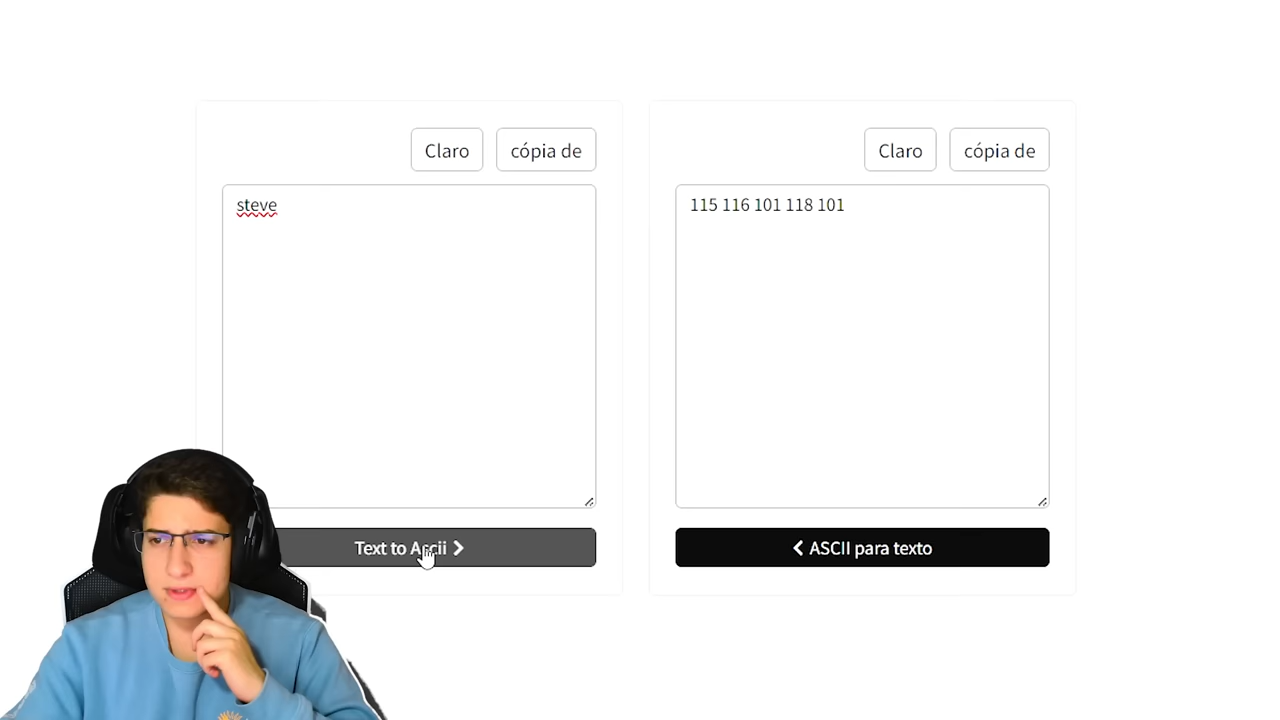 Claro cópia de
steve
Text to Ascii
Claro cópia de
115 116 101 118 101
ASCII para texto